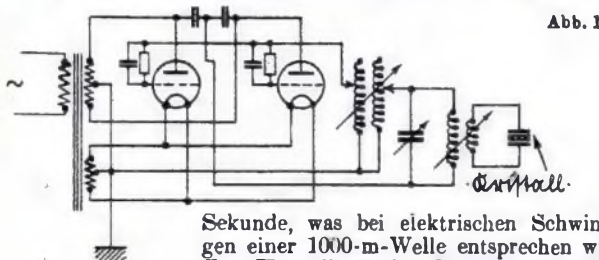 Abb. 1
~
Kristall.
Sekunde, was bei elektrischen Schwin
gen einer 1000-m-Welle entsprechen w